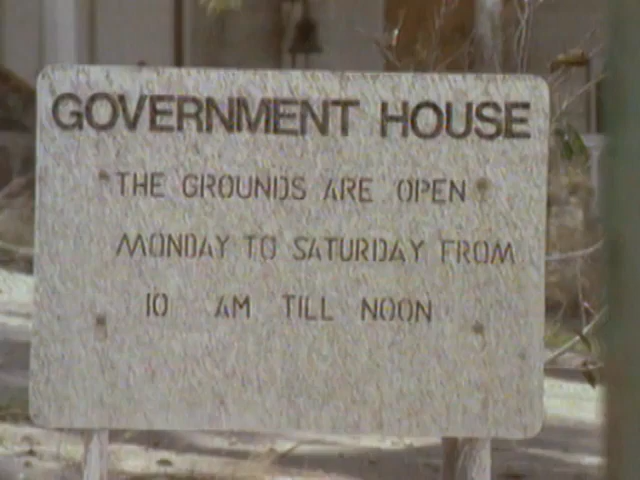 GOVERNMENT HOUSE
THE GROUNDS ARE OPEN
MONDAY TO SATURDAY FROM
10 AM TILL NOON